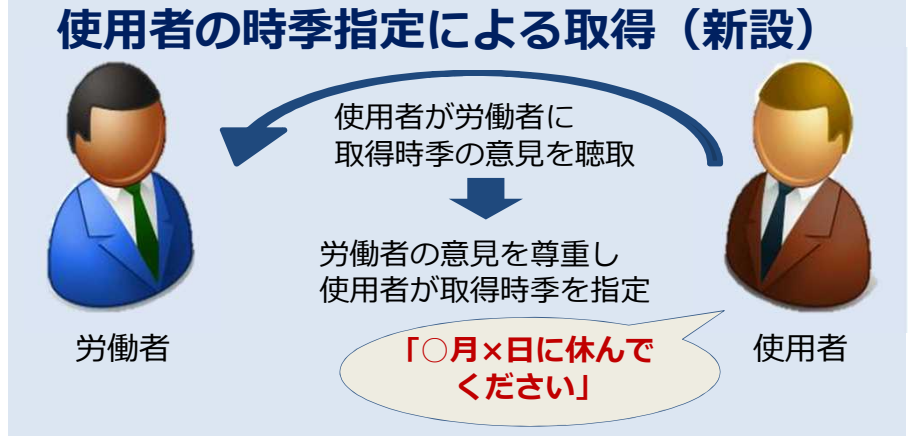 使用者の時季指定による取得（新設）
使用者が労働者に
取得時季の意見を聴取
労働者の意見を尊重し
使用者が取得時季を指定
労働者
「○月×日に休んで
ください」
使用者